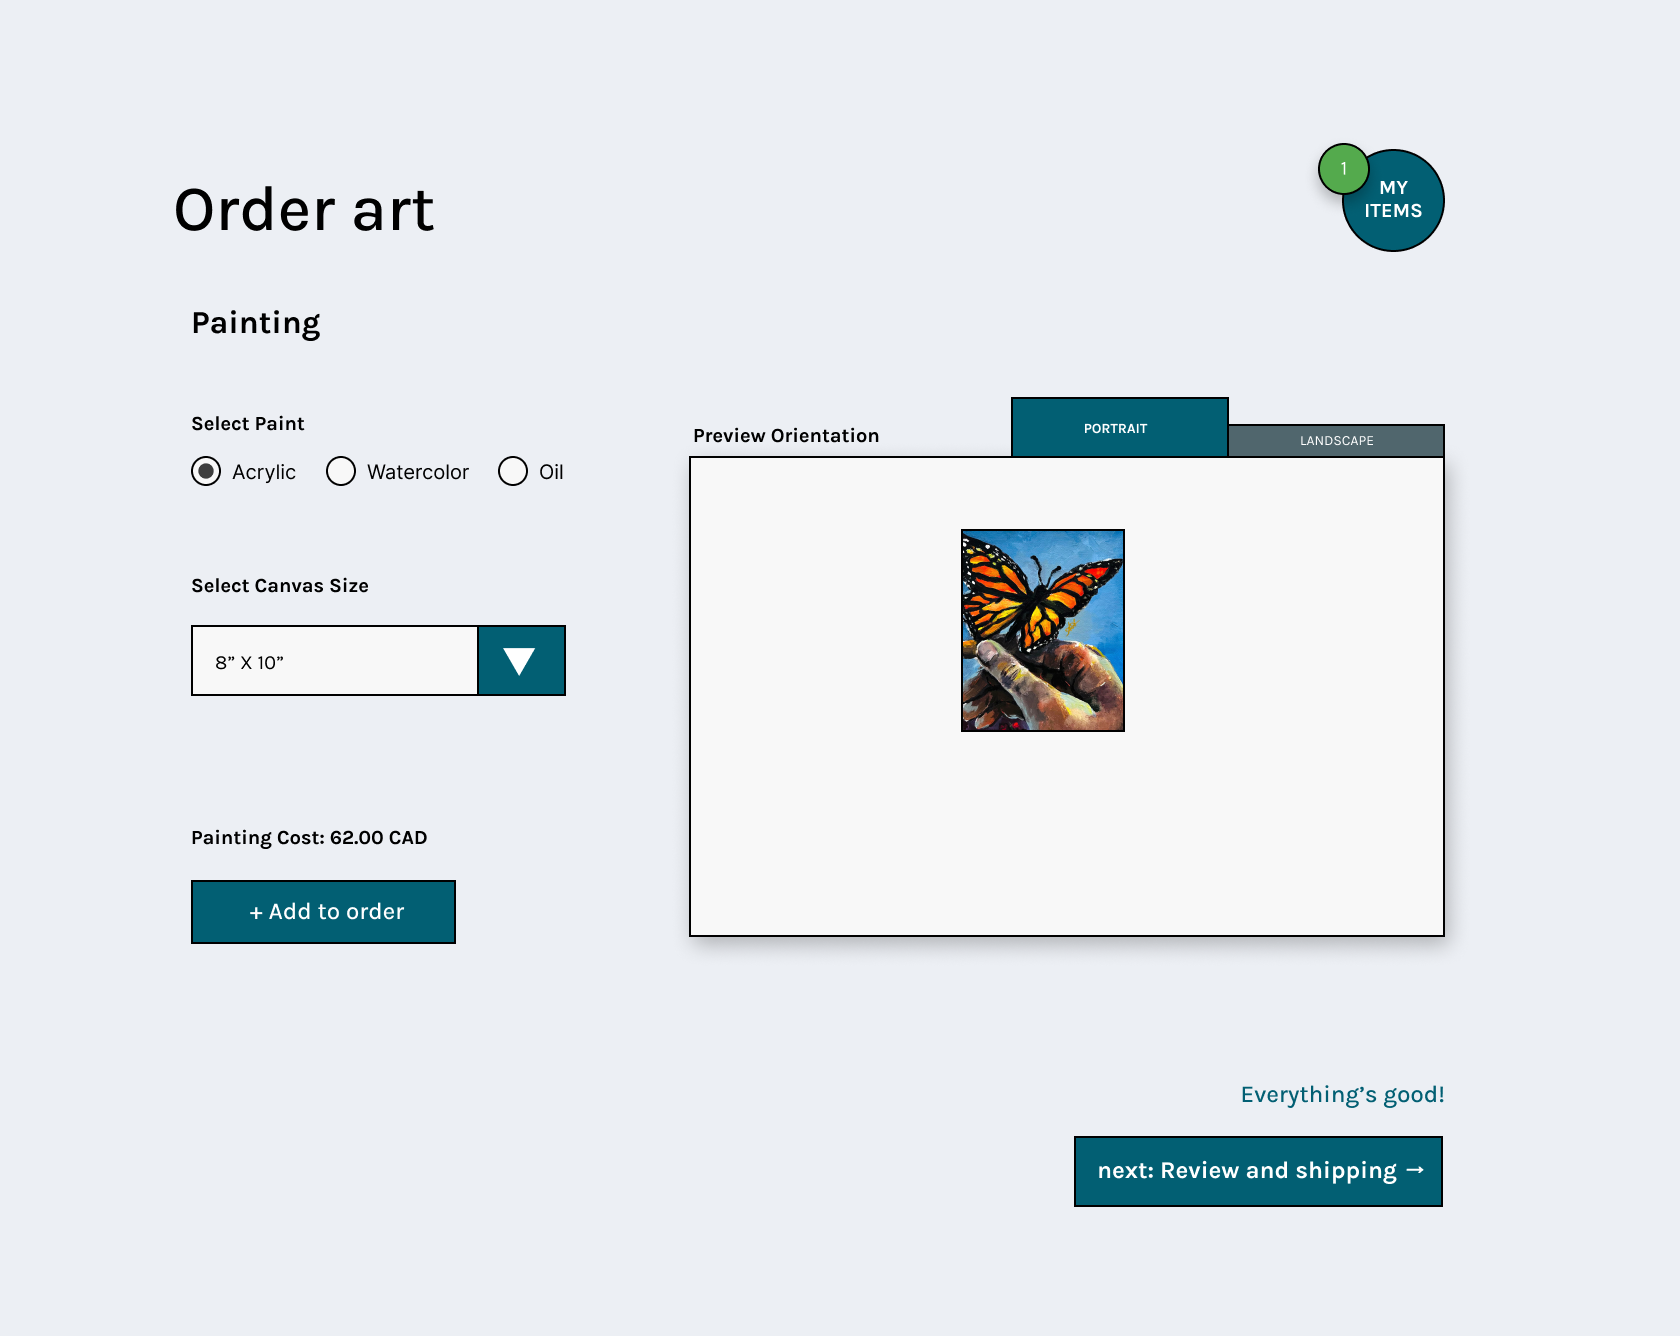 Order art
1
MY
ITEMS
Painting
Select Paint
Acrylic
Watercolor
Oil
Select Canvas Size
8” X 10”
Painting Cost: 62.00 CAD
+ Add to order
Preview Orientation
PORTRAIT
LANDSCAPE
Everything’s good!
next: Review and shipping →